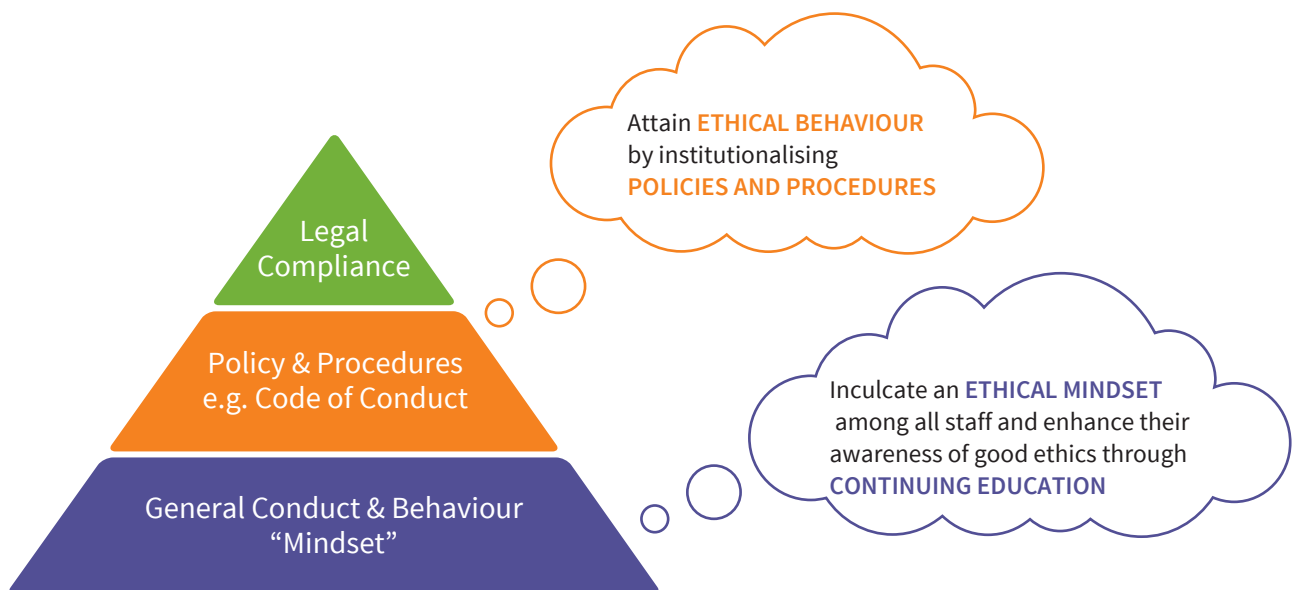 Legal
Compliance
Policy & Procedures
e.g. Code of Conduct
General Conduct & Behaviour
“Mindset”
Attain ETHICAL BEHAVIOUR
by institutionalising
POLICIES AND PROCEDURES
Inculcate an ETHICAL MINDSET
among all staff and enhance their
awareness of good ethics through
CONTINUING EDUCATION